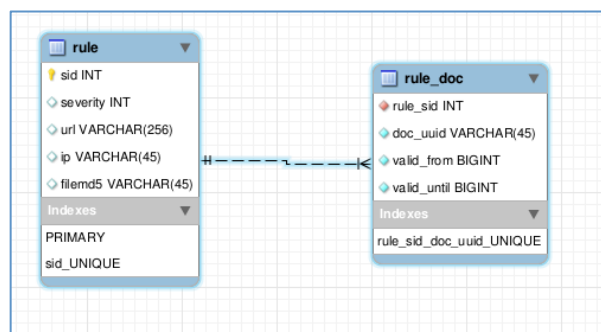 rule
sid INT
severity INT
url VARCHAR(256)
ip VARCHAR(45)
filemd5 VARCHAR(45)
Indexes
PRIMARY
sid_UNIQUE
rule_doc
rule_sid INT
doc_uuid VARCHAR(45)
valid_from BIGINT
valid_until BIGINT
Indexes
rule_sid_doc_uuid_UNIQUE